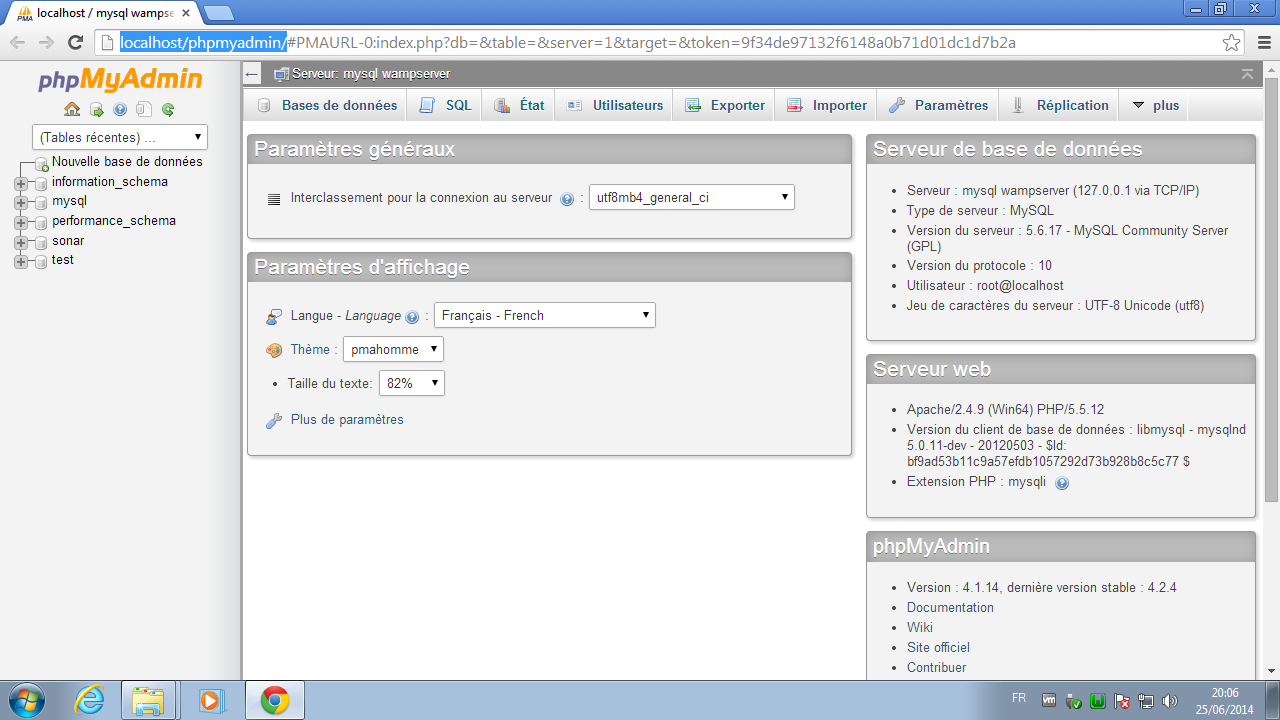 localhost / mysql wampse
localhost/phpmyadmin/#PMAURL-0:index.php?db=&table=&server=1&target=&token=9f34de97132f6148a0b71d01dc1d7b2a
phpMyAdmin
(Tables récentes) ...
Nouvelle base de données
information_schema
mysql
performance_schema
sonar
test
Serveur: mysql wampserver
Bases de données
SQL
État
Utilisateurs
Exporter
Importer
Paramètres
Réplication
plus
Paramètres généraux
Interclassement pour la connexion au serveur : utf8mb4_general_ci
Paramètres d'affichage
Langue - Language : Français - French
Thème : pmahomme
Taille du texte: 82%
Plus de paramètres
Serveur de base de données
Serveur : mysql wampserver (127.0.0.1 via TCP/IP)
Type de serveur : MySQL
Version du serveur : 5.6.17 - MySQL Community Server
(GPL)
Version du protocole : 10
Utilisateur : root@localhost
Jeu de caractères du serveur : UTF-8 Unicode (utf8)
Serveur web
Apache/2.4.9 (Win64) PHP/5.5.12
Version du client de base de données : libmysql - mysqlnd
5.0.11-dev - 20120503 - $Id:
bf9ad53b11c9a57efdb1057292d73b928b8c5c77 $
Extension PHP : mysqli
phpMyAdmin
Version : 4.1.14, dernière version stable : 4.2.4
Documentation
Wiki
Site officiel
Contribuer
FR
20:06
25/06/2014